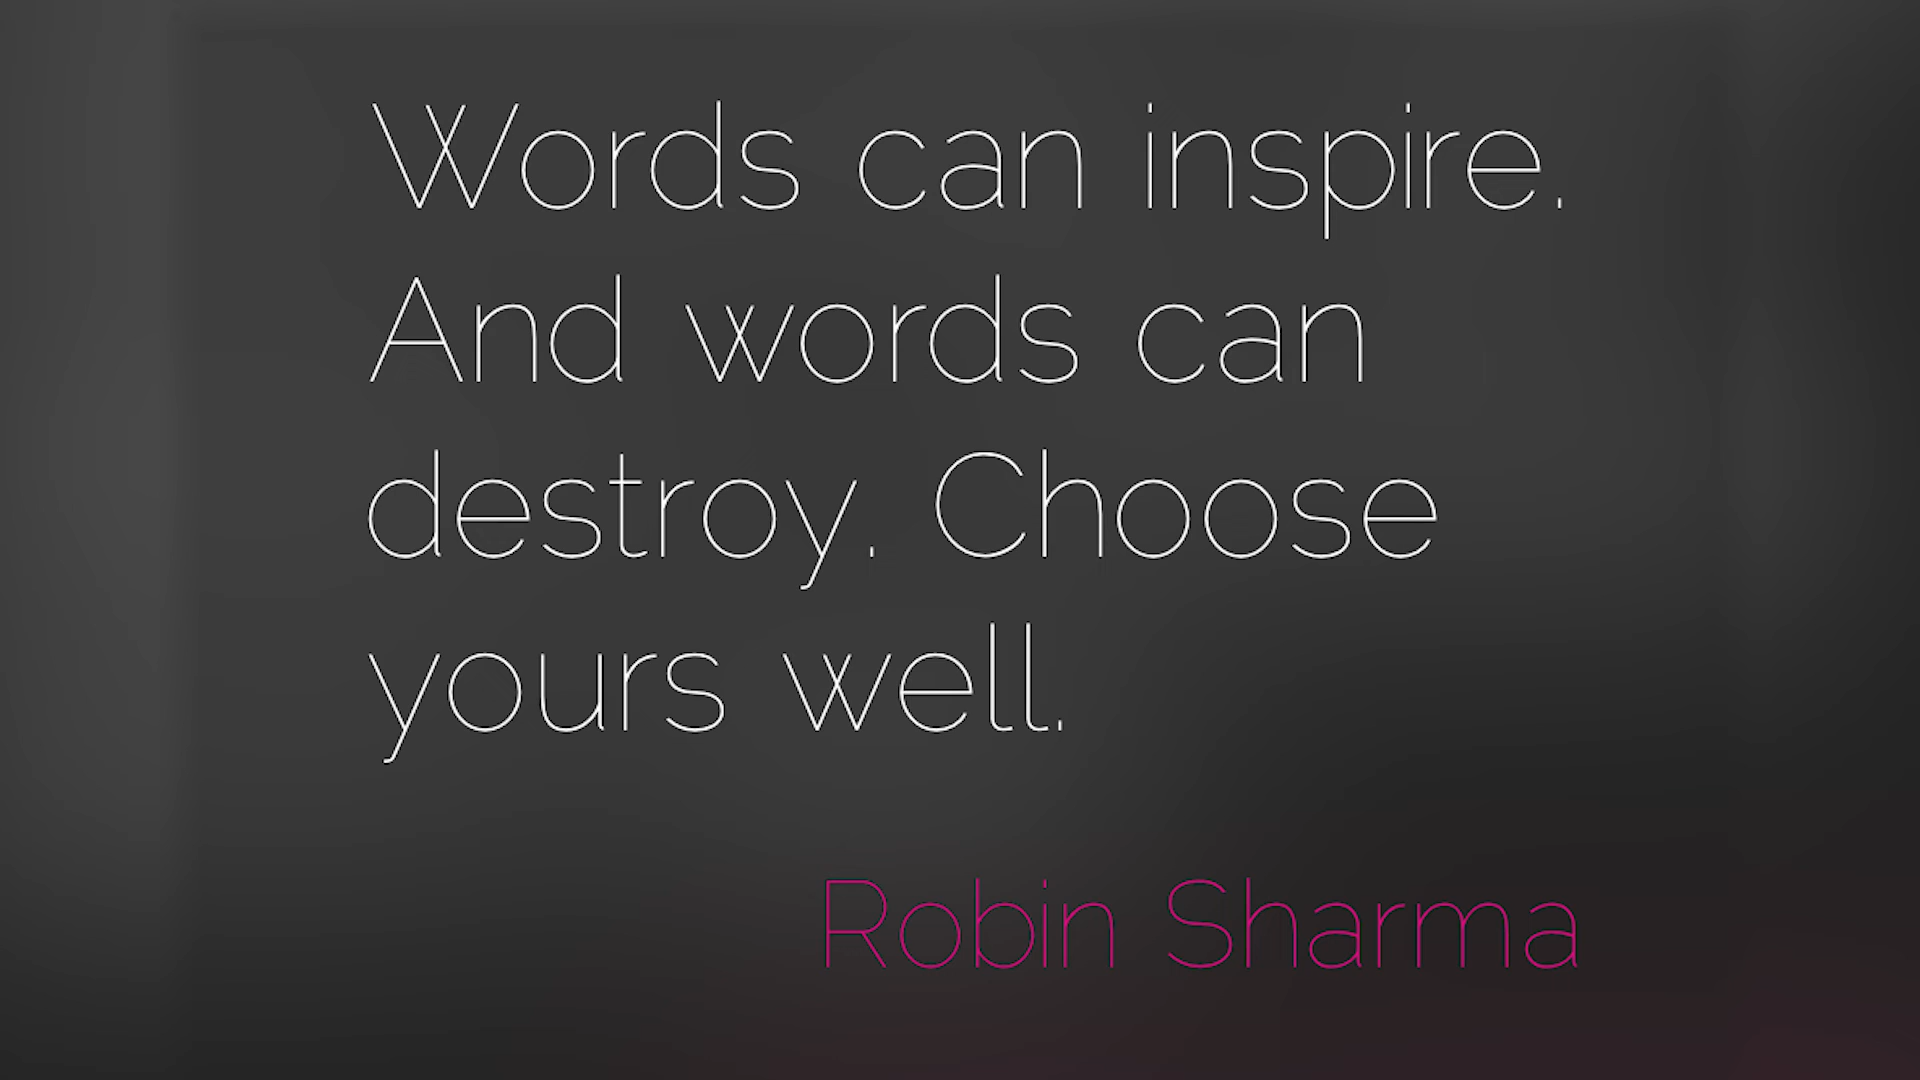 Words can inspire.
And words can
destroy. Choose
yours well.
Robin Sharma